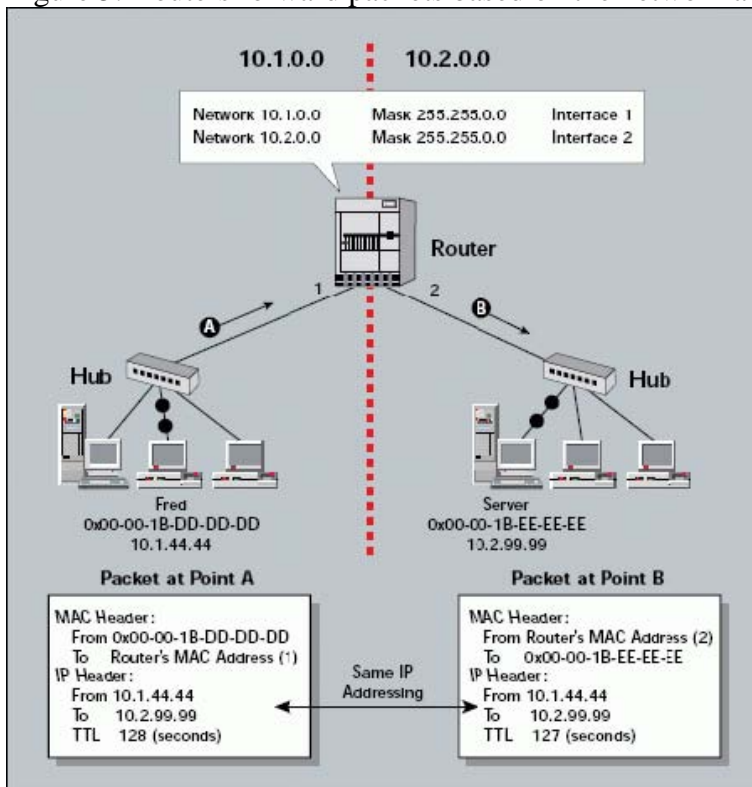 10.1.0.0 10.2.0.0
Network 10.1.0.0 Mask 255.255.0.0 Interface 1
Network 10.2.0.0 Mask 255.255.0.0 Interface 2
Router
1 2
A B
Hub Hub
Fred
0x00-00-1B-DD-DD-DD
10.1.44.44
Server
0x00-00-1B-EE-EE-EE
10.2.99.99
Packet at Point A
MAC Header:
From 0x00-00-1B-DD-DD-DD
To Router's MAC Address (1)
IP Header:
From 10.1.44.44
To 10.2.99.99
TTL 128 (seconds)
Same IP
Addressing
Packet at Point B
MAC Header:
From Router's MAC Address (2)
To 0x00-00-1B-EE-EE-EE
IP Header:
From 10.1.44.44
To 10.2.99.99
TTL 127 (seconds)